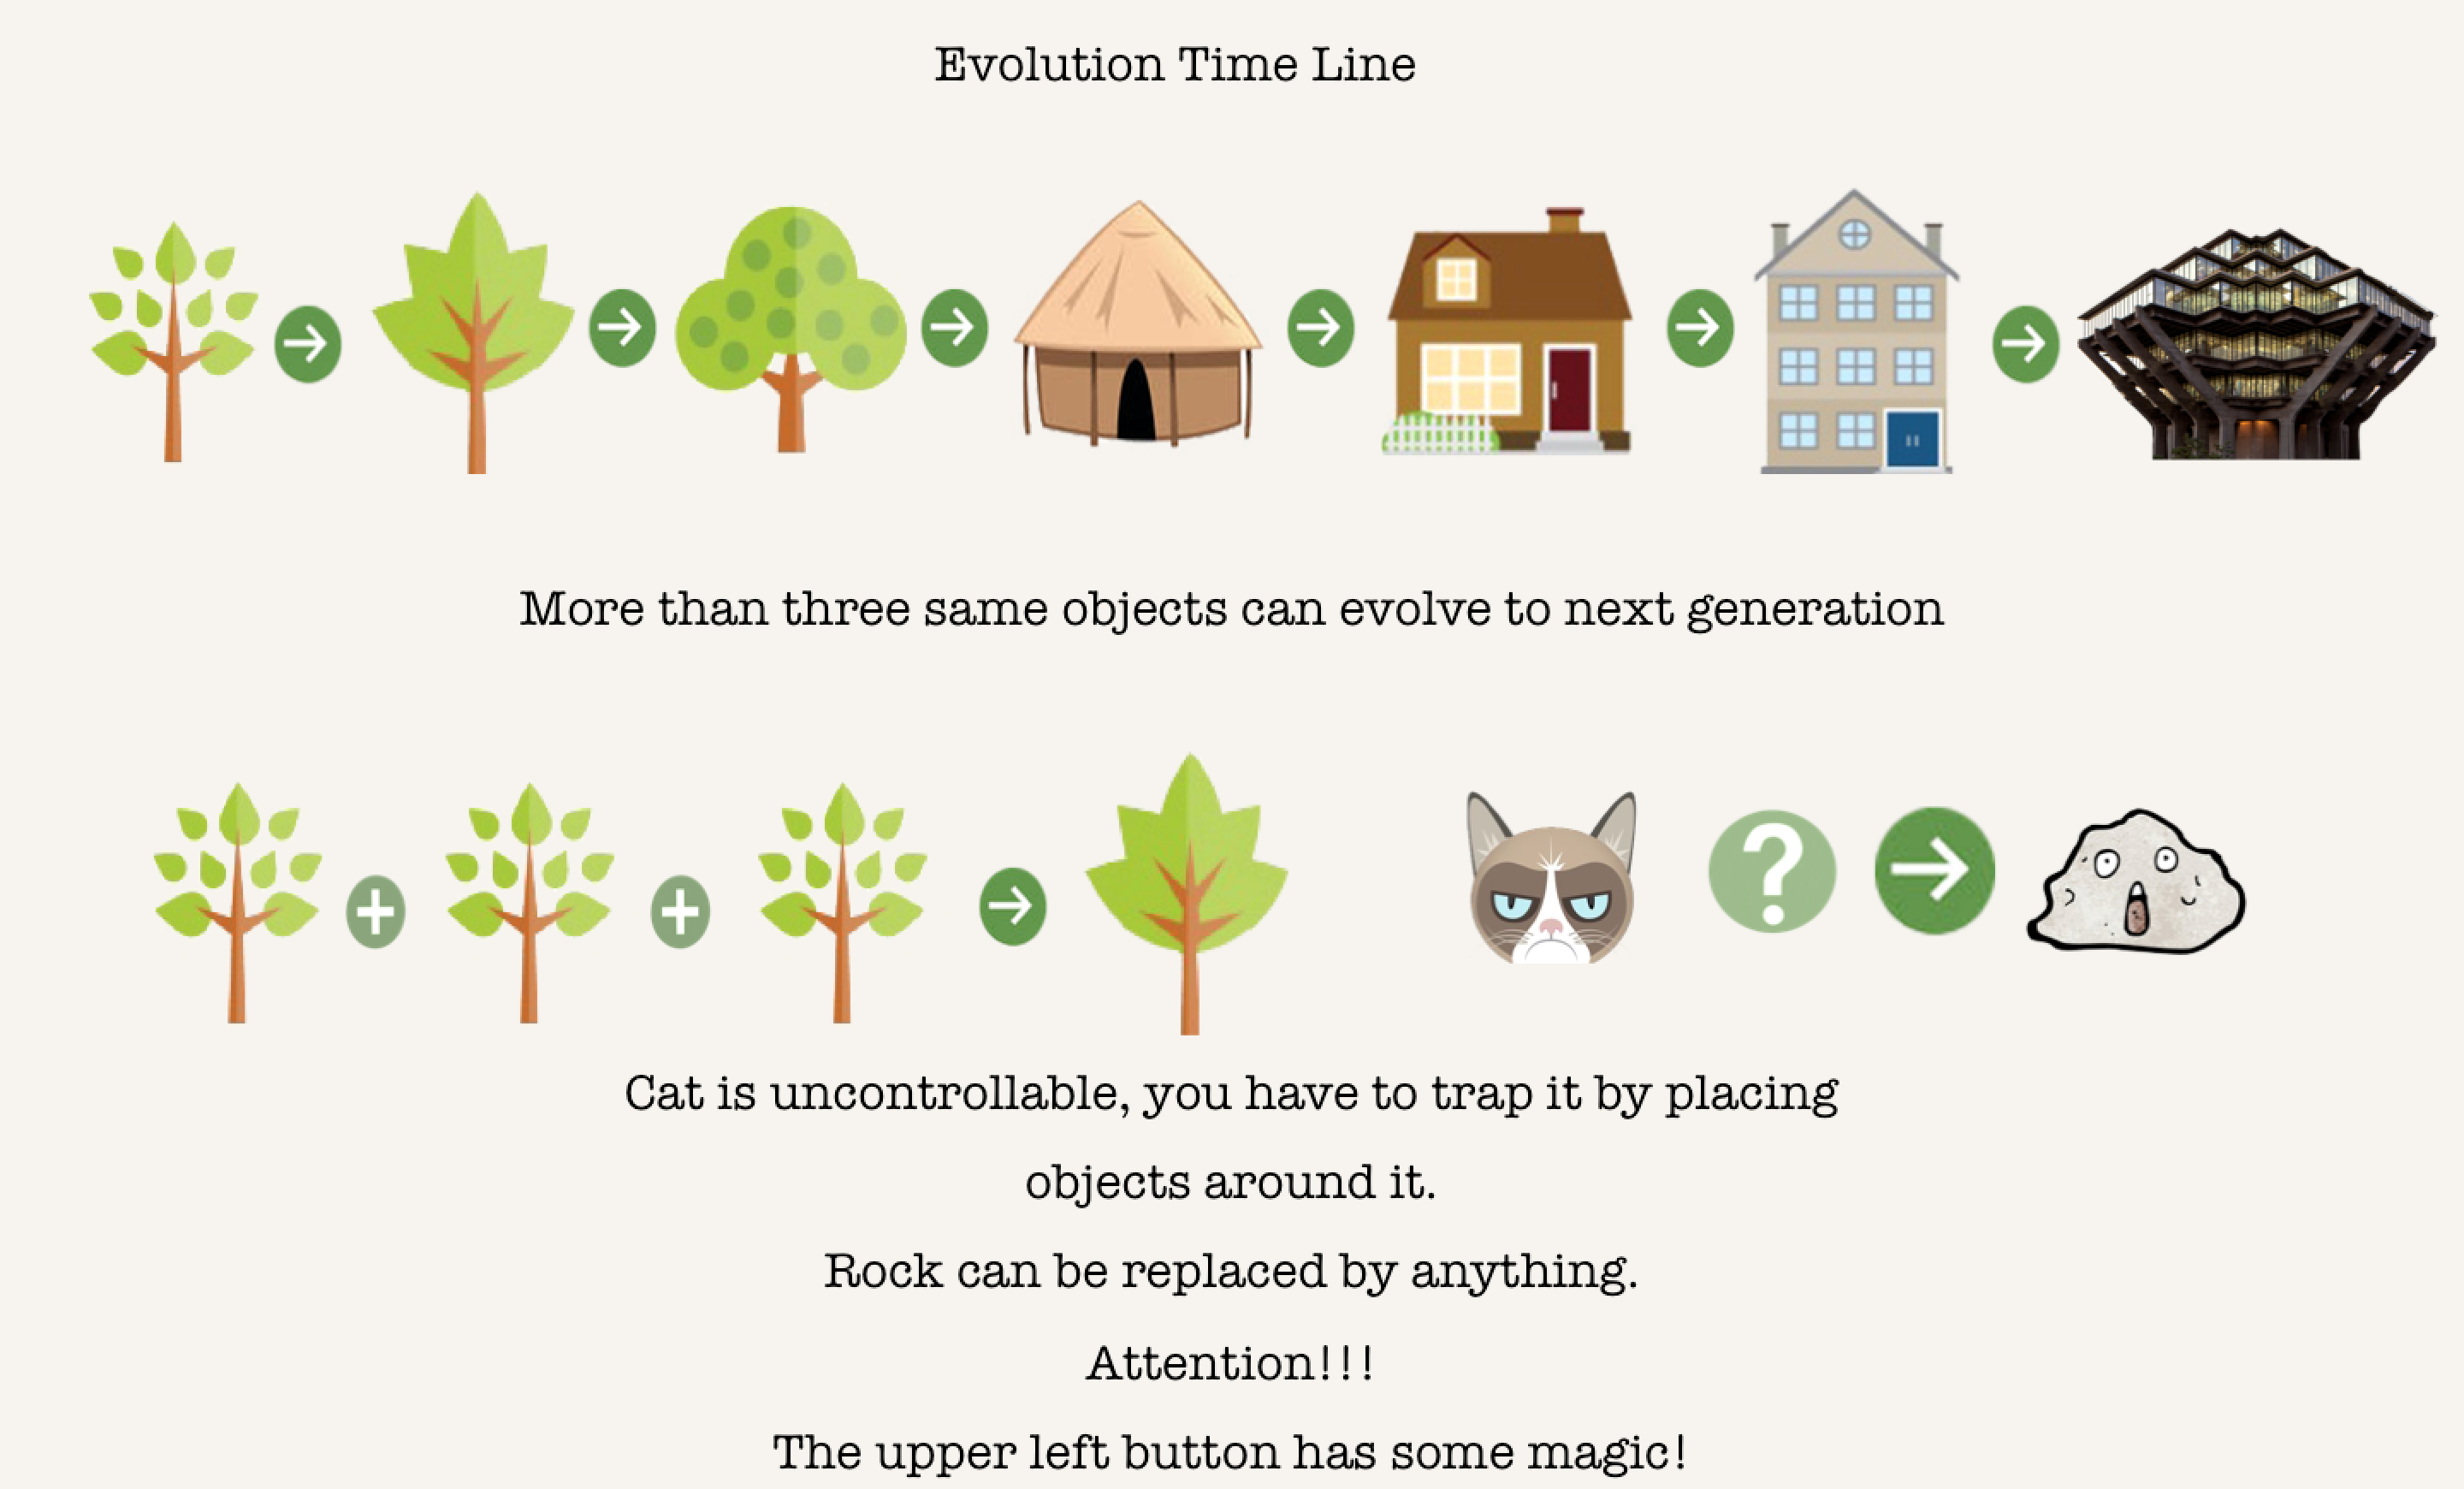 Evolution Time Line
More than three same objects can evolve to next generation
Cat is uncontrollable, you have to trap it by placing
objects around it.
Rock can be replaced by anything.
Attention!!!
The upper left button has some magic!